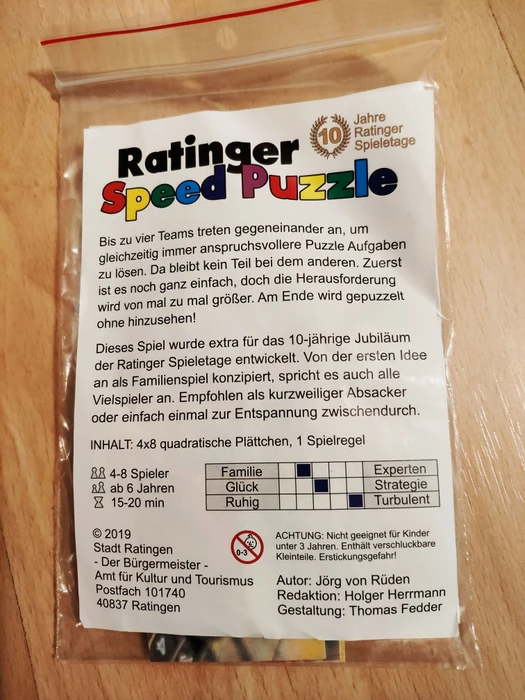 10
Jahre
Ratinger
Spieletage
Ratinger
Speed Puzzle
Bis zu vier Teams treten gegeneinander an, um
gleichzeitig immer anspruchsvollere Puzzle Aufgaben
zu lösen. Da bleibt kein Teil bei dem anderen. Zuerst
ist es noch ganz einfach, doch die Herausforderung
wird von mal zu mal größer. Am Ende wird gepuzzelt
ohne hinzusehen!
Dieses Spiel wurde extra für das 10-jährige Jubiläum
der Ratinger Spieletage entwickelt. Von der ersten Idee
an als Familienspiel konzipiert, spricht es auch alle
Vielspieler an. Empfohlen als kurzweiliger Absacker
oder einfach einmal zur Entspannung zwischendurch.
INHALT: 4x8 quadratische Plättchen, 1 Spielregel
4-8 Spieler
ab 6 Jahren
15-20 min
Familie Experten
Glück Strategie
Ruhig Turbulent
© 2019
Stadt Ratingen
- Der Bürgermeister -
Amt für Kultur und Tourismus
Postfach 101740
40837 Ratingen
0-3
ACHTUNG: Nicht geeignet für Kinder
unter 3 Jahren. Enthält verschluckbare
Kleinteile. Erstickungsgefahr!
Autor: Jörg von Rüden
Redaktion: Holger Herrmann
Gestaltung: Thomas Fedder